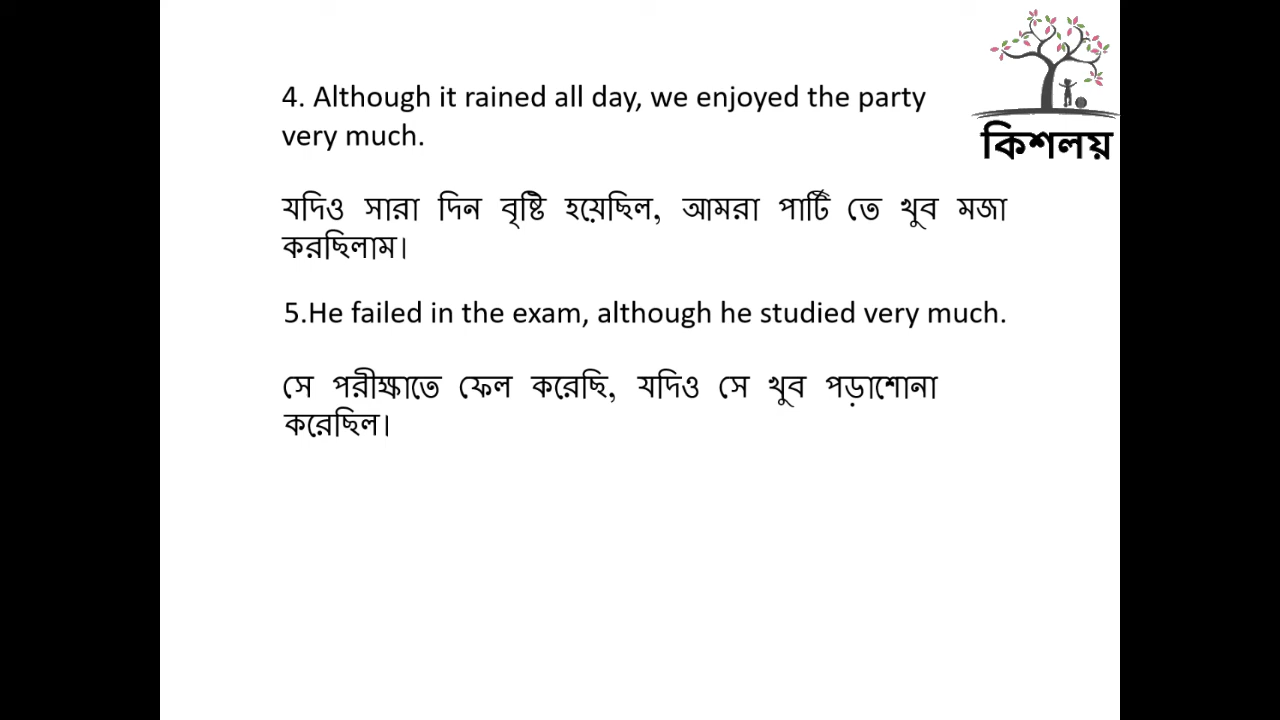 কিশলয়
4. Although it rained all day, we enjoyed the party
very much.
যদিও সারা দিন বৃষ্টি হয়েছিল, আমরা পার্টি তে খুব মজা
করছিলাম।
5.He failed in the exam, although he studied very much.
সে পরীক্ষাতে ফেল করেছি, যদিও সে খুব পড়াশোনা
করেছিল।